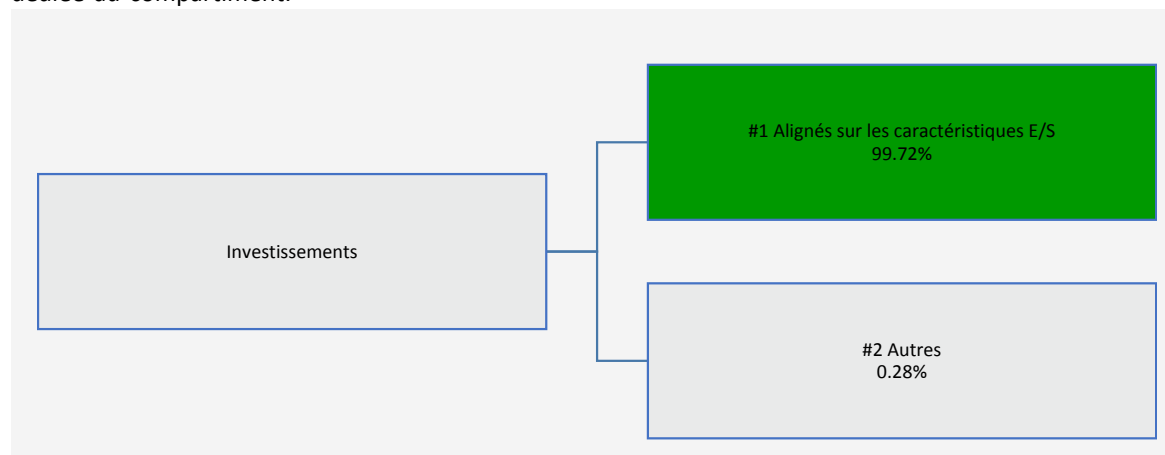 Investissements
#1 Alignés sur les caractéristiques E/S
99.72%
#2 Autres
0.28%